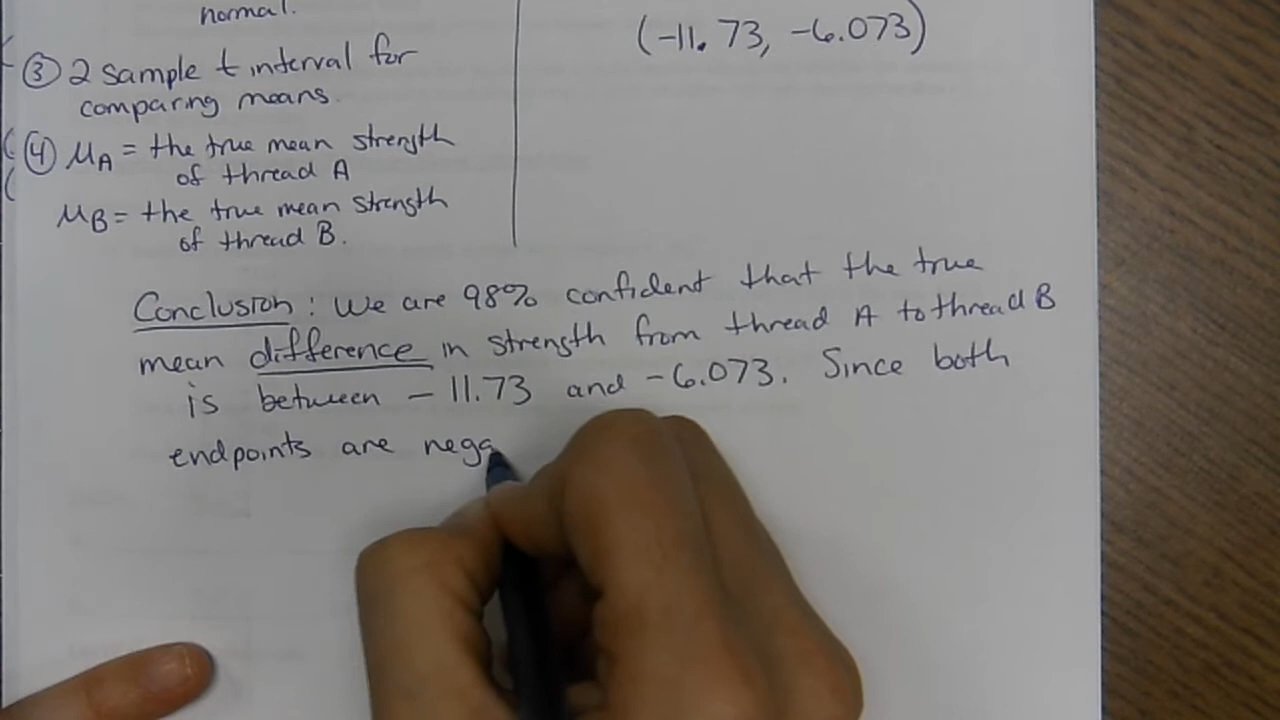 normal.
③ 2 sample t interval for
comparing means.
④ μA = the true mean strength
of thread A
μB = the true mean strength
of thread B.
(-11.73, -6.073)
Conclusion: We are 98% confident that the true
mean difference in strength from thread A to thread B
is between -11.73 and -6.073. Since both
endpoints are nega